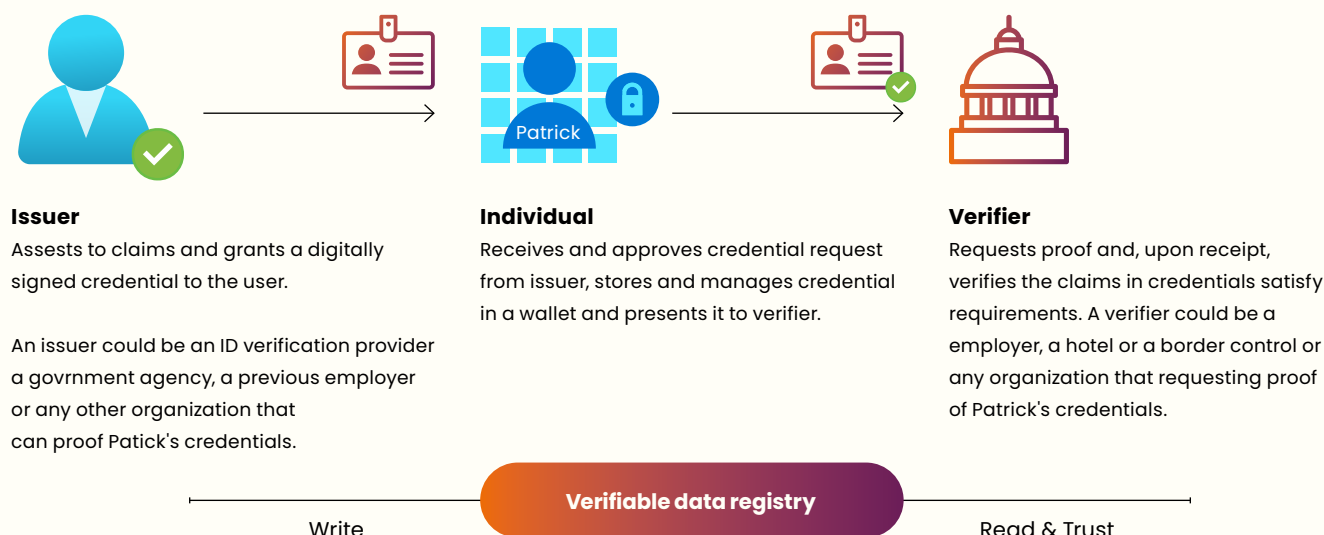 Patrick
Issuer
Assests to claims and grants a digitally
signed credential to the user.
An issuer could be an ID verification provider
a govrnment agency, a previous employer
or any other organization that
can proof Patick's credentials.
Individual
Receives and approves credential request
from issuer, stores and manages credential
in a wallet and presents it to verifier.
Verifier
Requests proof and, upon receipt,
verifies the claims in credentials satisfy
requirements. A verifier could be a
employer, a hotel or a border control or
any organization that requesting proof
of Patrick's credentials.
Verifiable data registry
Write
Read & Trust